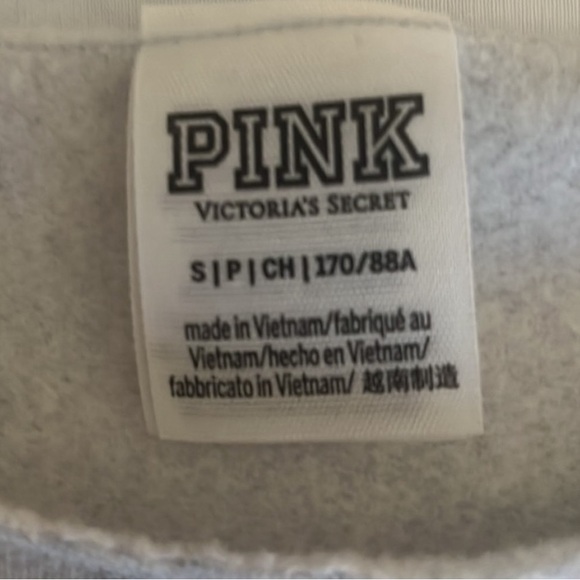 PINK
VICTORIA'S SECRET
S | P | CH | 170/88A
made in Vietnam/fabriqué au
Vietnam/hecho en Vietnam/
fabbricato in Vietnam/ 越南制造